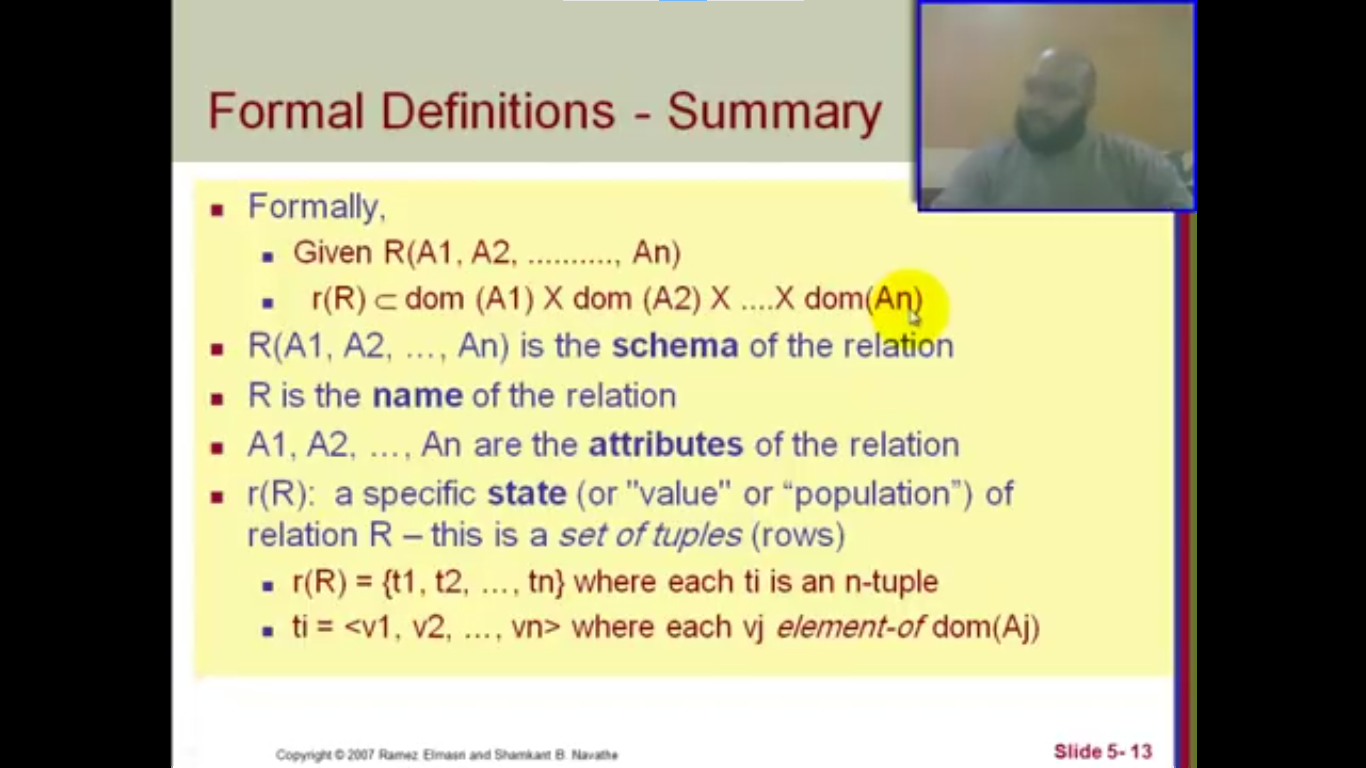 Formal Definitions - Summary
Formally,
Given R(A1, A2, .........., An)
r(R) ⊂ dom (A1) X dom (A2) X ....X dom(An)
R(A1, A2, …, An) is the schema of the relation
R is the name of the relation
A1, A2, …, An are the attributes of the relation
r(R): a specific state (or "value" or “population”) of
relation R – this is a set of tuples (rows)
r(R) = {t1, t2, …, tn} where each ti is an n-tuple
ti = <v1, v2, …, vn> where each vj element-of dom(Aj)
Copyright © 2007 Ramez Elmasri and Shamkant B. Navathe
Slide 5- 13